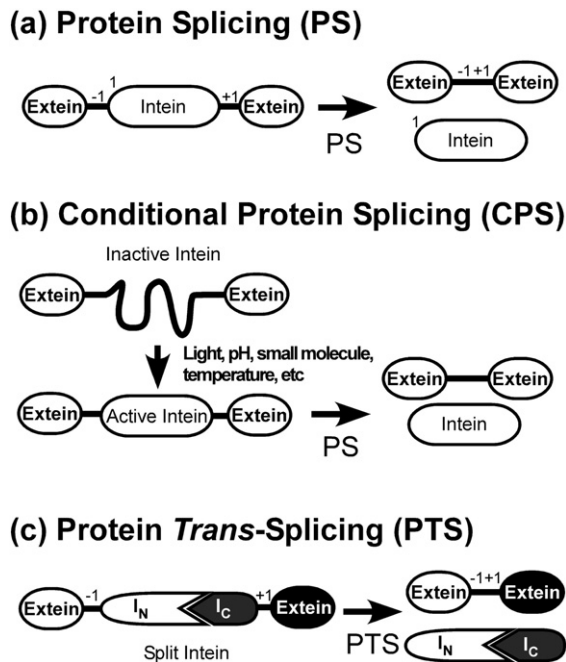 (a) Protein Splicing (PS)
Extein -1 1 Intein +1 Extein
PS
Extein -1 +1 Extein
1 Intein
(b) Conditional Protein Splicing (CPS)
Inactive Intein
Extein Extein
Light, pH, small molecule,
temperature, etc
Extein Active Intein Extein
PS
Extein Extein
Intein
(c) Protein Trans-Splicing (PTS)
Extein -1 IN IC +1 Extein
Split Intein
PTS
Extein -1 +1 Extein
IN IC